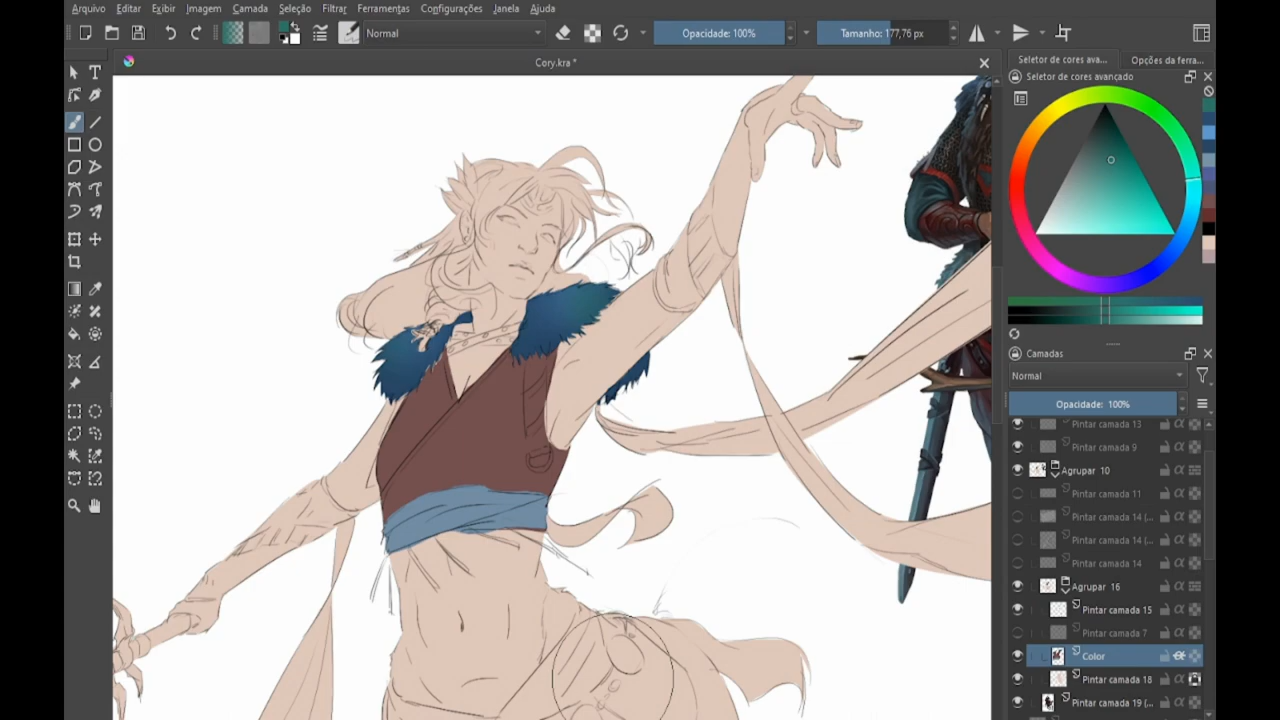 Arquivo Editar Exibir Imagem Camada Seleção Filtrar Ferramentas Configurações Janela Ajuda
Normal Opacidade: 100% Tamanho: 177,76 px
Cory.kra *
Seletor de cores ava... Opções da ferra...
Seletor de cores avançado
Camadas
Normal
Opacidade: 100%
Pintar camada 13
Pintar camada 9
Agrupar 10
Pintar camada 11
Pintar camada 14 (...
Pintar camada 14 (...
Pintar camada 14
Agrupar 16
Pintar camada 15
Pintar camada 7
Color
Pintar camada 18
Pintar camada 19 (...